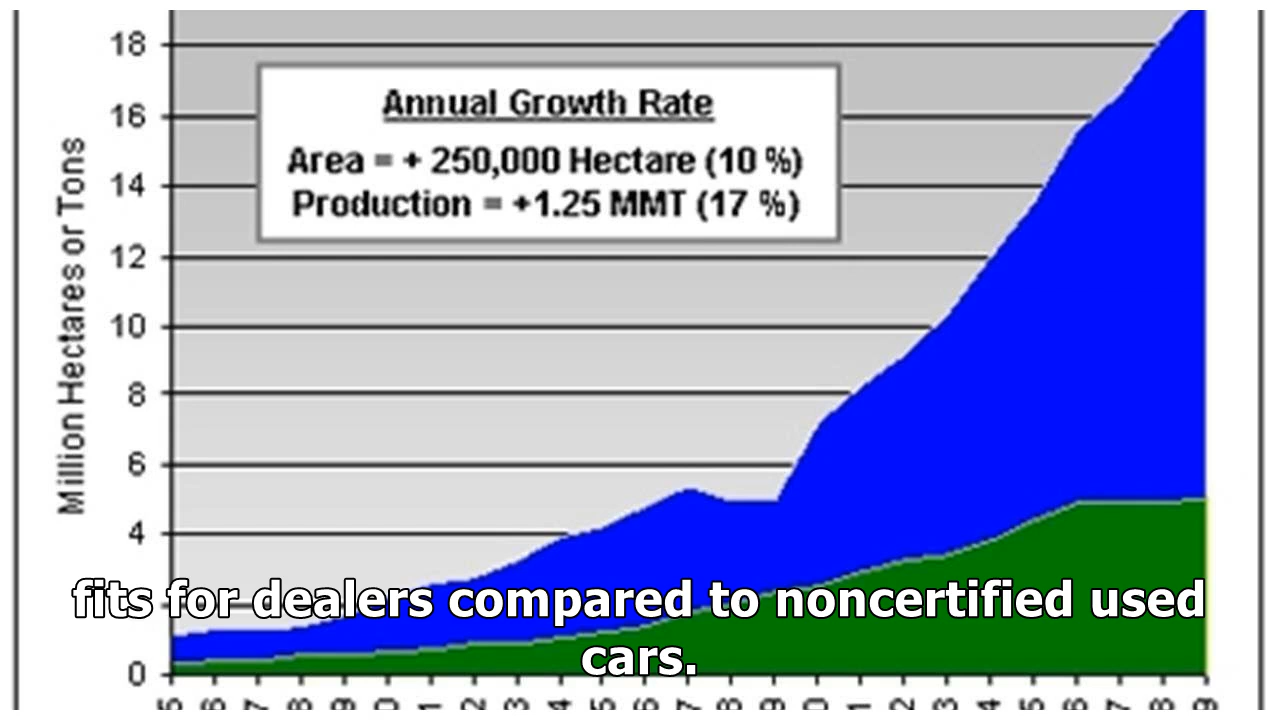 18
Annual Growth Rate
16
Area = + 250,000 Hectare (10 %)
14
Production = +1.25 MMT (17 %)
12
10
8
6
4
0
Million Hectares or Tons
fits for dealers compared to noncertified used
cars.